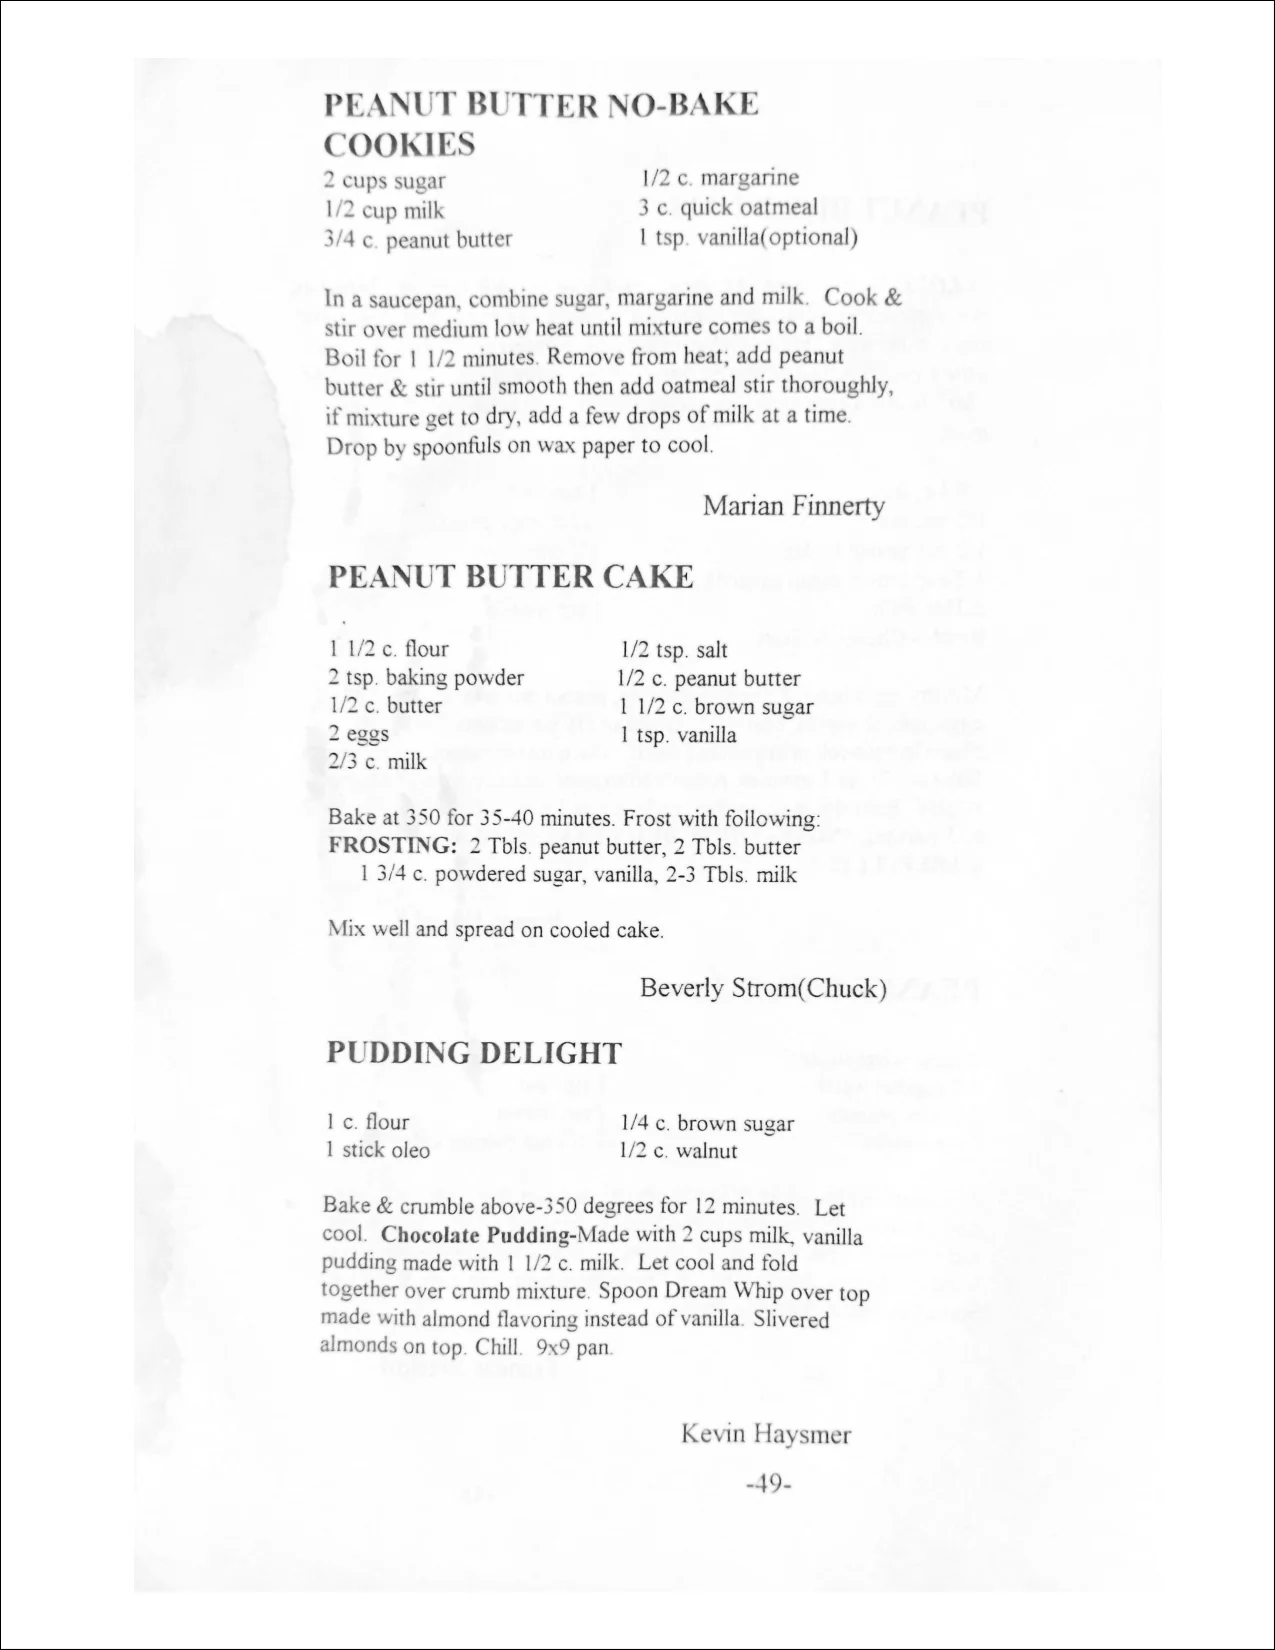 PEANUT BUTTER NO-BAKE
COOKIES
2 cups sugar 1/2 c. margarine
1/2 cup milk 3 c. quick oatmeal
3/4 c. peanut butter 1 tsp. vanilla(optional)
In a saucepan, combine sugar, margarine and milk. Cook &
stir over medium low heat until mixture comes to a boil.
Boil for 1 1/2 minutes. Remove from heat; add peanut
butter & stir until smooth then add oatmeal stir thoroughly,
if mixture get to dry, add a few drops of milk at a time.
Drop by spoonfuls on wax paper to cool.
Marian Finnerty
PEANUT BUTTER CAKE
1 1/2 c. flour 1/2 tsp. salt
2 tsp. baking powder 1/2 c. peanut butter
1/2 c. butter 1 1/2 c. brown sugar
2 eggs 1 tsp. vanilla
2/3 c. milk
Bake at 350 for 35-40 minutes. Frost with following:
FROSTING: 2 Tbls. peanut butter, 2 Tbls. butter
1 3/4 c. powdered sugar, vanilla, 2-3 Tbls. milk
Mix well and spread on cooled cake.
Beverly Strom(Chuck)
PUDDING DELIGHT
1 c. flour 1/4 c. brown sugar
1 stick oleo 1/2 c. walnut
Bake & crumble above-350 degrees for 12 minutes. Let
cool. Chocolate Pudding-Made with 2 cups milk, vanilla
pudding made with 1 1/2 c. milk. Let cool and fold
together over crumb mixture. Spoon Dream Whip over top
made with almond flavoring instead of vanilla. Slivered
almonds on top. Chill. 9x9 pan.
Kevin Haysmer
-49-